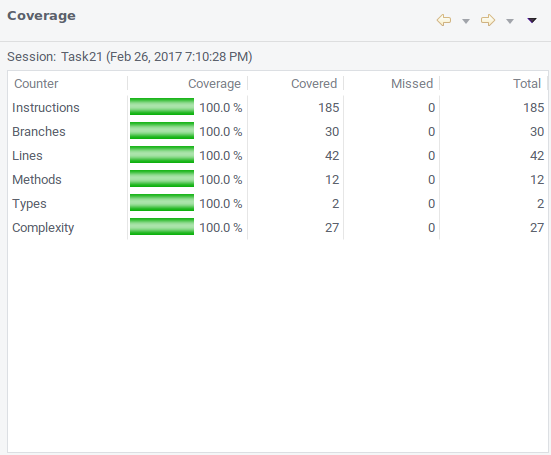 Coverage
Session: Task21 (Feb 26, 2017 7:10:28 PM)
Counter Coverage Covered Missed Total
Instructions 100.0 % 185 0 185
Branches 100.0 % 30 0 30
Lines 100.0 % 42 0 42
Methods 100.0 % 12 0 12
Types 100.0 % 2 0 2
Complexity 100.0 % 27 0 27